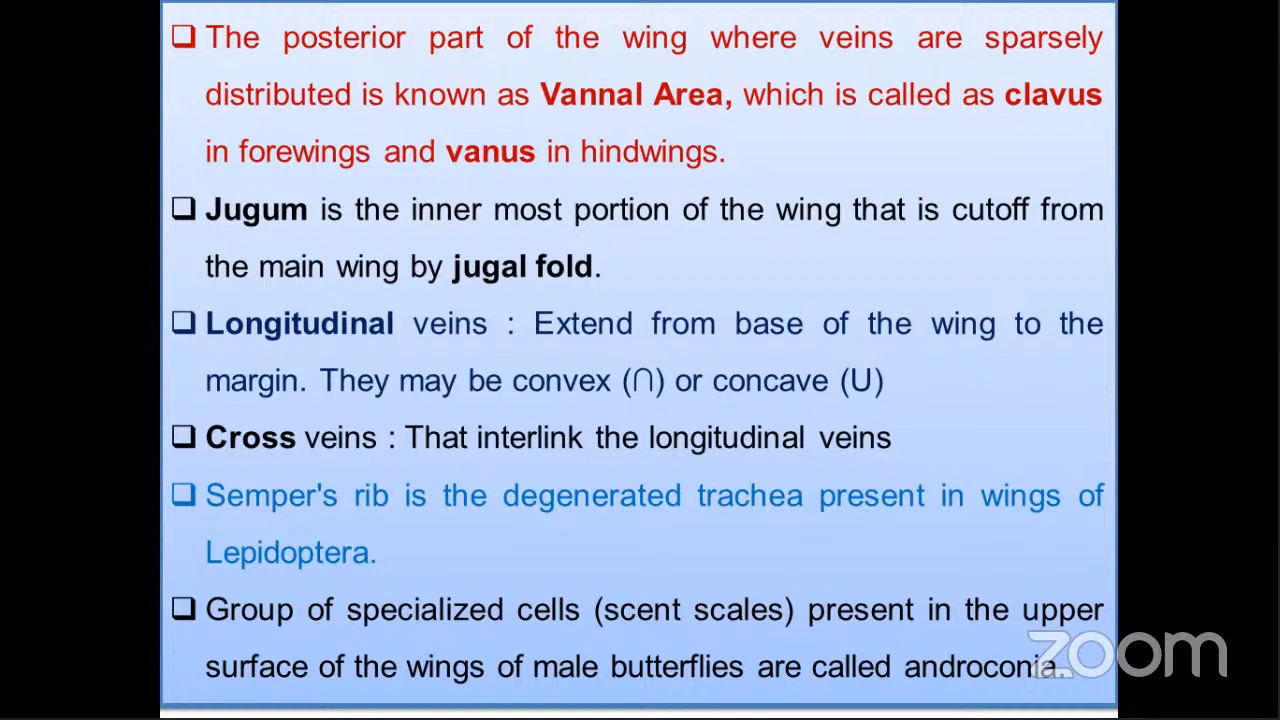 ❑ The posterior part of the wing where veins are sparsely
distributed is known as Vannal Area, which is called as clavus
in forewings and vanus in hindwings.
❑ Jugum is the inner most portion of the wing that is cutoff from
the main wing by jugal fold.
❑ Longitudinal veins : Extend from base of the wing to the
margin. They may be convex (∩) or concave (U)
❑ Cross veins : That interlink the longitudinal veins
❑ Semper's rib is the degenerated trachea present in wings of
Lepidoptera.
❑ Group of specialized cells (scent scales) present in the upper
surface of the wings of male butterflies are called androconia.
zoom